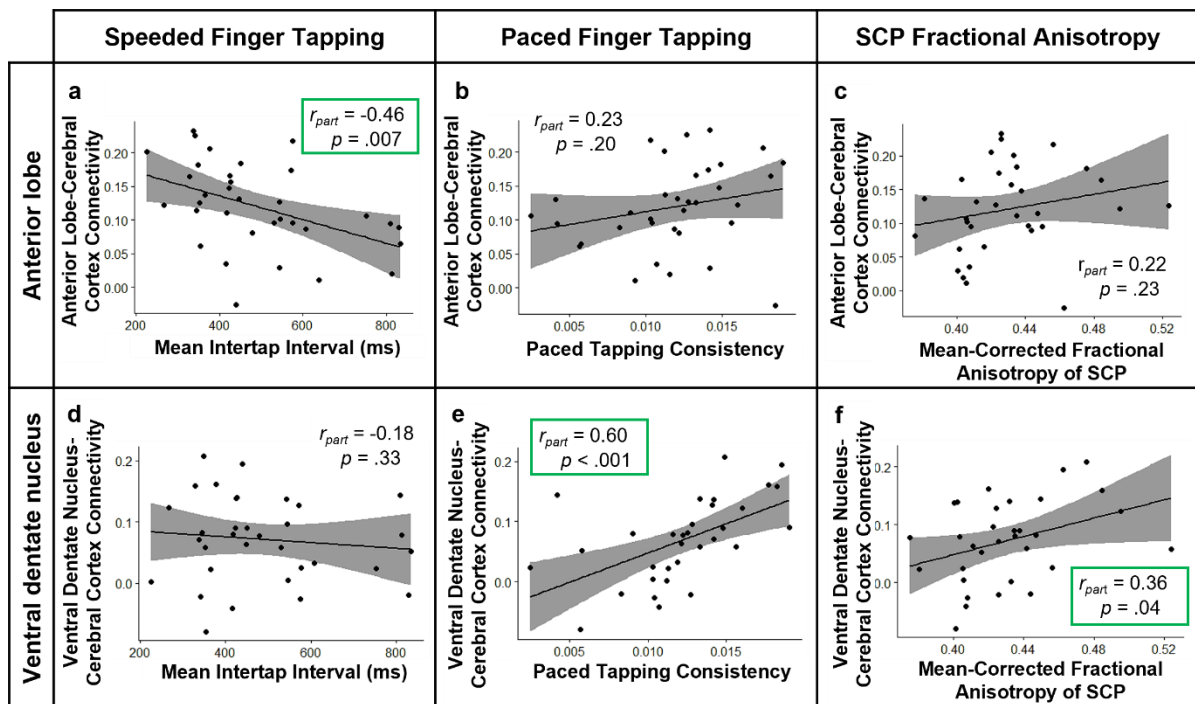 Speeded Finger Tapping
Paced Finger Tapping
SCP Fractional Anisotropy
Anterior lobe
a
Anterior Lobe-Cerebral
Cortex Connectivity
0.20
0.15
0.10
0.05
0.00
r_part = -0.46
p = .007
200
400
600
800
Mean Intertap Interval (ms)
b
Anterior Lobe-Cerebral
Cortex Connectivity
0.20
0.15
0.10
0.05
0.00
r_part = 0.23
p = .20
0.005
0.010
0.015
Paced Tapping Consistency
c
Anterior Lobe-Cerebral
Cortex Connectivity
0.20
0.15
0.10
0.05
0.00
r_part = 0.22
p = .23
0.40
0.44
0.48
0.52
Mean-Corrected Fractional
Anisotropy of SCP
Ventral dentate nucleus
d
Ventral Dentate Nucleus-
Cerebral Cortex Connectivity
0.2
0.1
0.0
r_part = -0.18
p = .33
200
400
600
800
Mean Intertap Interval (ms)
e
Ventral Dentate Nucleus-
Cerebral Cortex Connectivity
0.2
0.1
0.0
-0.1
r_part = 0.60
p < .001
0.005
0.010
0.015
Paced Tapping Consistency
f
Ventral Dentate Nucleus-
Cerebral Cortex Connectivity
0.2
0.1
0.0
r_part = 0.36
p = .04
0.40
0.44
0.48
0.52
Mean-Corrected Fractional
Anisotropy of SCP